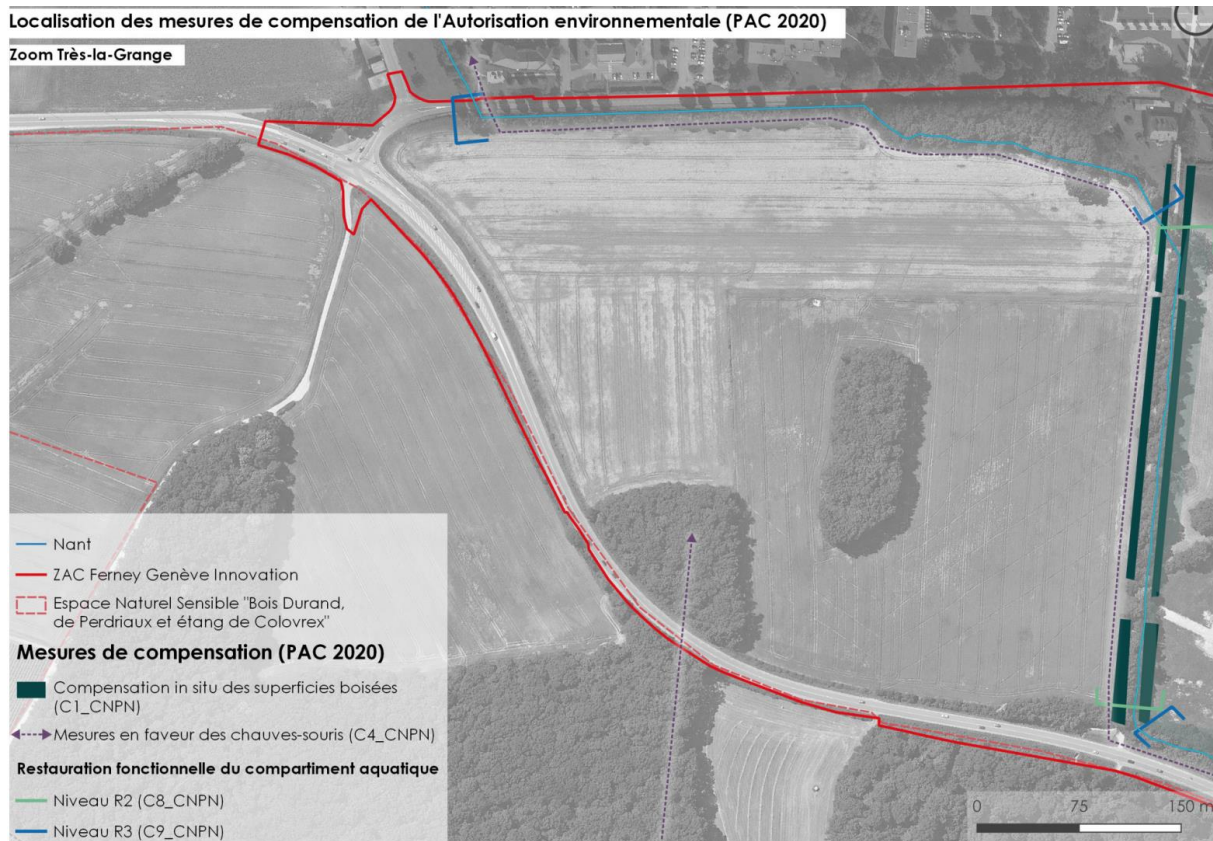 Localisation des mesures de compensation de l'Autorisation environnementale (PAC 2020)
Zoom Très-la-Grange
Nant
ZAC Ferney Genève Innovation
Espace Naturel Sensible "Bois Durand,
de Perdriaux et étang de Colovrex"
Mesures de compensation (PAC 2020)
Compensation in situ des superficies boisées
(C1_CNPN)
Mesures en faveur des chauves-souris (C4_CNPN)
Restauration fonctionnelle du compartiment aquatique
Niveau R2 (C8_CNPN)
Niveau R3 (C9_CNPN)
0 75 150 m